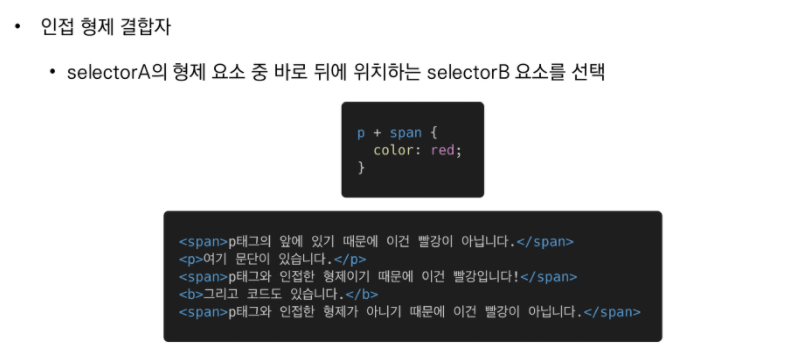 • 인접 형제 결합자
• selectorA의 형제 요소 중 바로 뒤에 위치하는 selectorB 요소를 선택
p + span {
  color: red;
}
<span>p태그의 앞에 있기 때문에 이건 빨강이 아닙니다.</span>
<p>여기 문단이 있습니다.</p>
<span>p태그와 인접한 형제이기 때문에 이건 빨강입니다!</span>
<b>그리고 코드도 있습니다.</b>
<span>p태그와 인접한 형제가 아니기 때문에 이건 빨강이 아닙니다.</span>